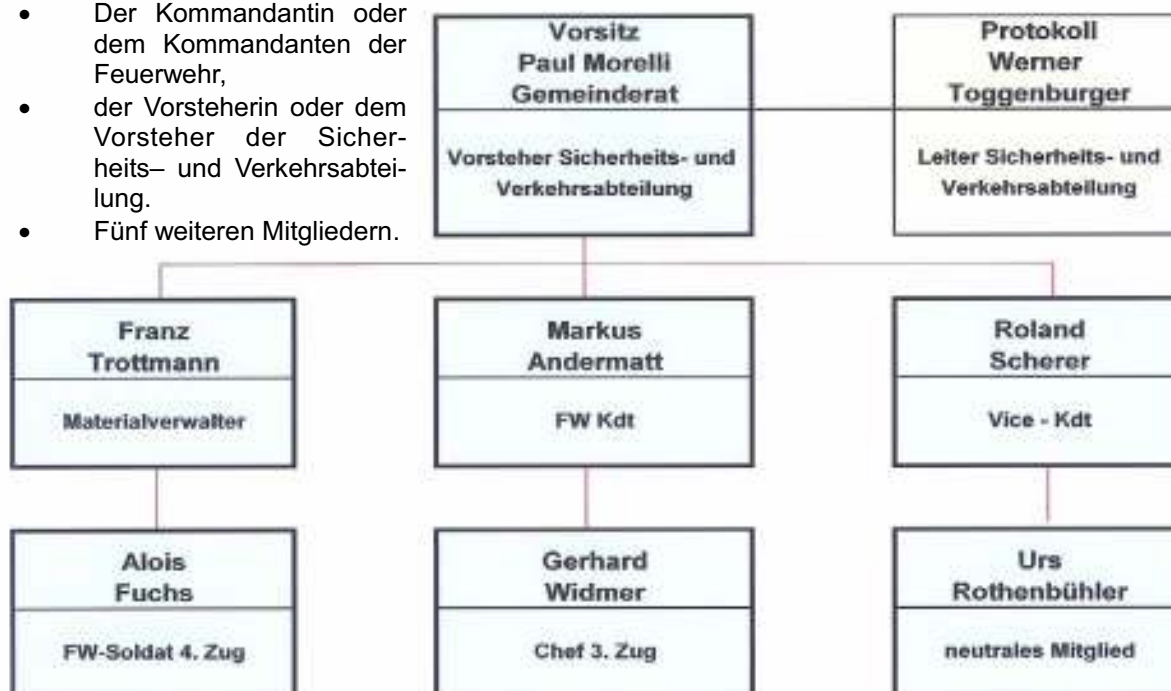 • Der Kommandantin oder
dem Kommandanten der
Feuerwehr,
• der Vorsteherin oder dem
Vorsteher der Sicher-
heits– und Verkehrsabtei-
lung.
• Fünf weiteren Mitgliedern.
Vorsitz
Paul Morelli
Gemeinderat
Vorsteher Sicherheits- und
Verkehrsabteilung
Protokoll
Werner
Toggenburger
Leiter Sicherheits- und
Verkehrsabteilung
Franz
Trottmann
Materialverwalter
Markus
Andermatt
FW Kdt
Roland
Scherer
Vice - Kdt
Alois
Fuchs
FW-Soldat 4. Zug
Gerhard
Widmer
Chef 3. Zug
Urs
Rothenbühler
neutrales Mitglied